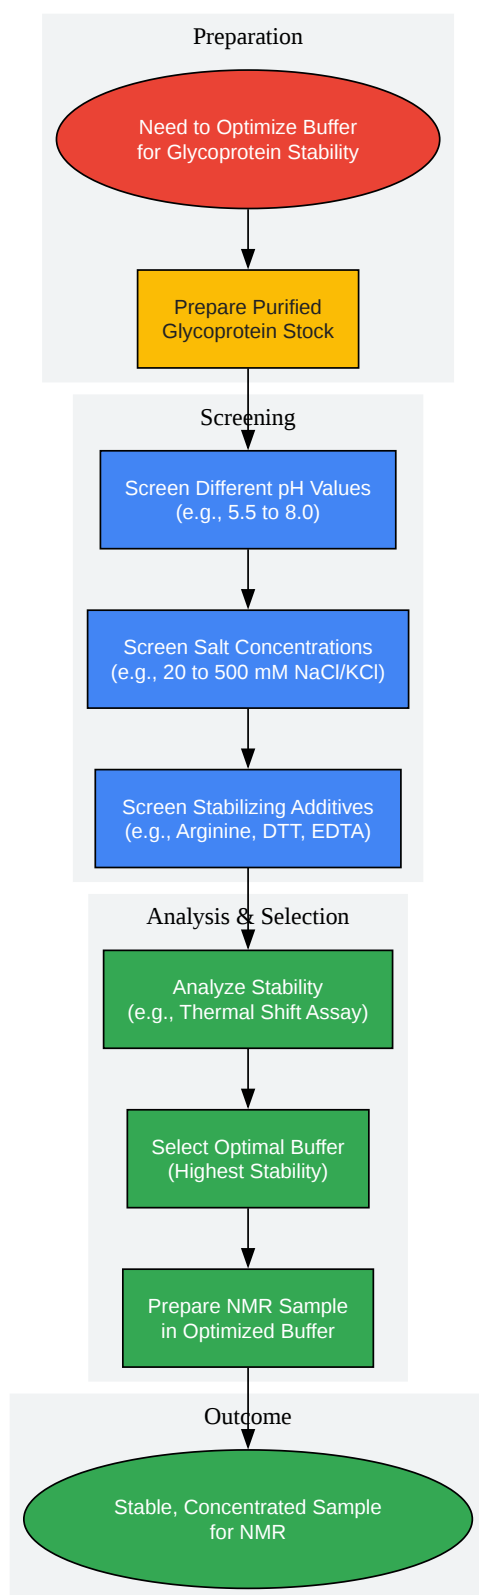 Preparation
Need to Optimize Buffer
for Glycoprotein Stability
Prepare Purified
Glycoprotein Stock
Screening
Screen Different pH Values
(e.g., 5.5 to 8.0)
Screen Salt Concentrations
(e.g., 20 to 500 mM NaCl/KCl)
Screen Stabilizing Additives
(e.g., Arginine, DTT, EDTA)
Analysis & Selection
Analyze Stability
(e.g., Thermal Shift Assay)
Select Optimal Buffer
(Highest Stability)
Prepare NMR Sample
in Optimized Buffer
Outcome
Stable, Concentrated Sample
for NMR